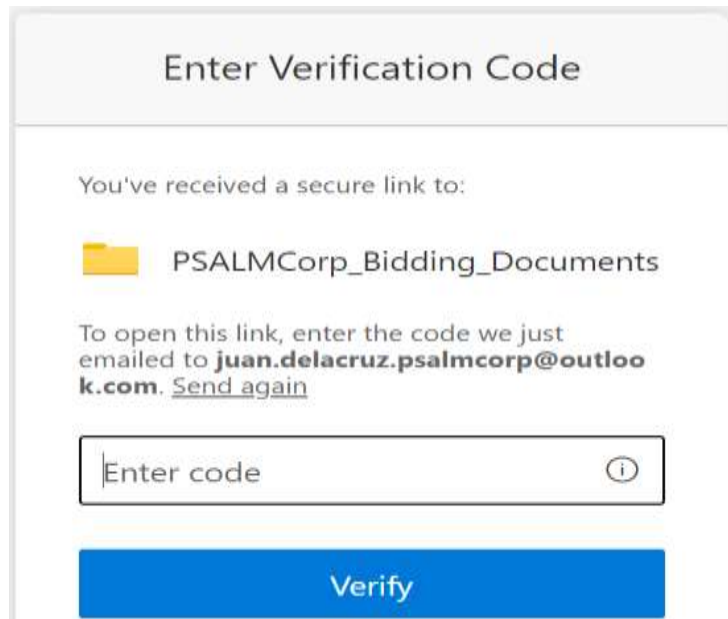 Enter Verification Code
You've received a secure link to:
PSALMCorp_Bidding_Documents
To open this link, enter the code we just
emailed to juan.delacruz.psalmcorp@outloo
k.com. Send again
Enter code
Verify